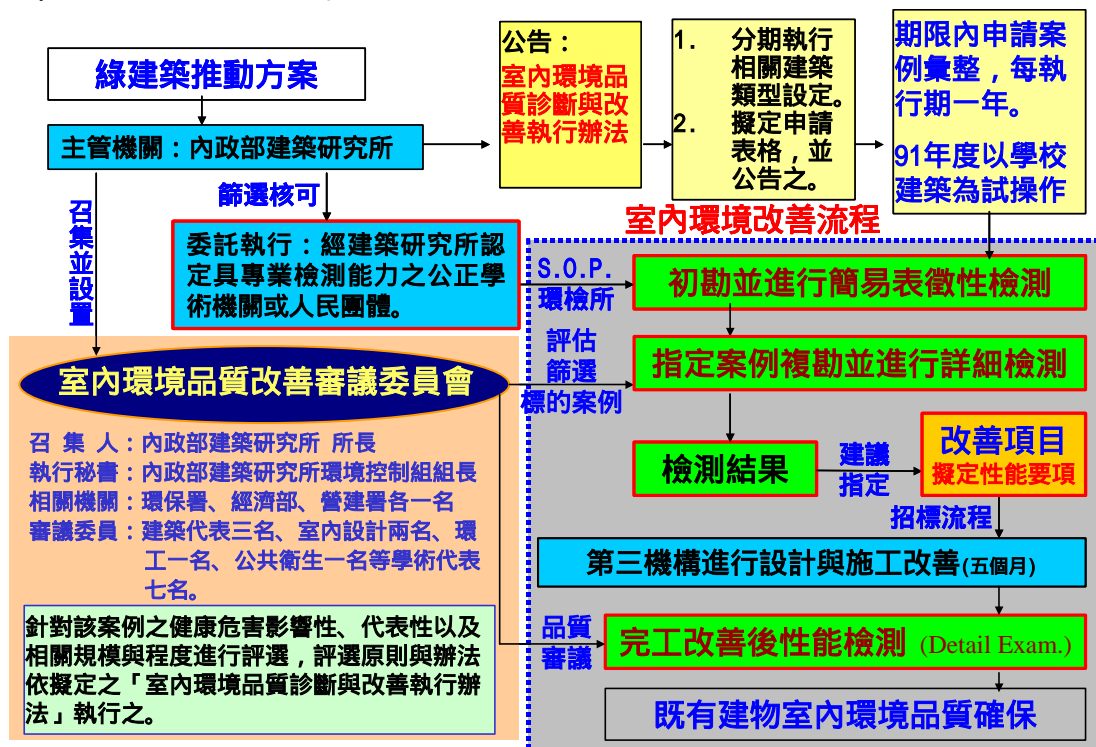 綠建築推動方案
主管機關：內政部建築研究所
公告：
室內環境品
質診斷與改
善執行辦法
1. 分期執行
相關建築
類型設定。
2. 擬定申請
表格，並
公告之。
期限內申請案
例彙整，每執
行期一年。
91年度以學校
建築為試操作
召集並設置
篩選核可
委託執行：經建築研究所認
定具專業檢測能力之公正學
術機關或人民團體。
室內環境改善流程
S.O.P.
環檢所
初勘並進行簡易表徵性檢測
室內環境品質改善審議委員會
評估
篩選
標的案例
指定案例複勘並進行詳細檢測
召 集 人：內政部建築研究所 所長
執行秘書：內政部建築研究所環境控制組組長
相關機關：環保署、經濟部、營建署各一名
審議委員：建築代表三名、室內設計兩名、環
工一名、公共衛生一名等學術代表
七名。
檢測結果
建議
指定
改善項目
擬定性能要項
招標流程
第三機構進行設計與施工改善(五個月)
針對該案例之健康危害影響性、代表性以及
相關規模與程度進行評選，評選原則與辦法
依擬定之「室內環境品質診斷與改善執行辦
法」執行之。
品質
審議
完工改善後性能檢測 (Detail Exam.)
既有建物室內環境品質確保